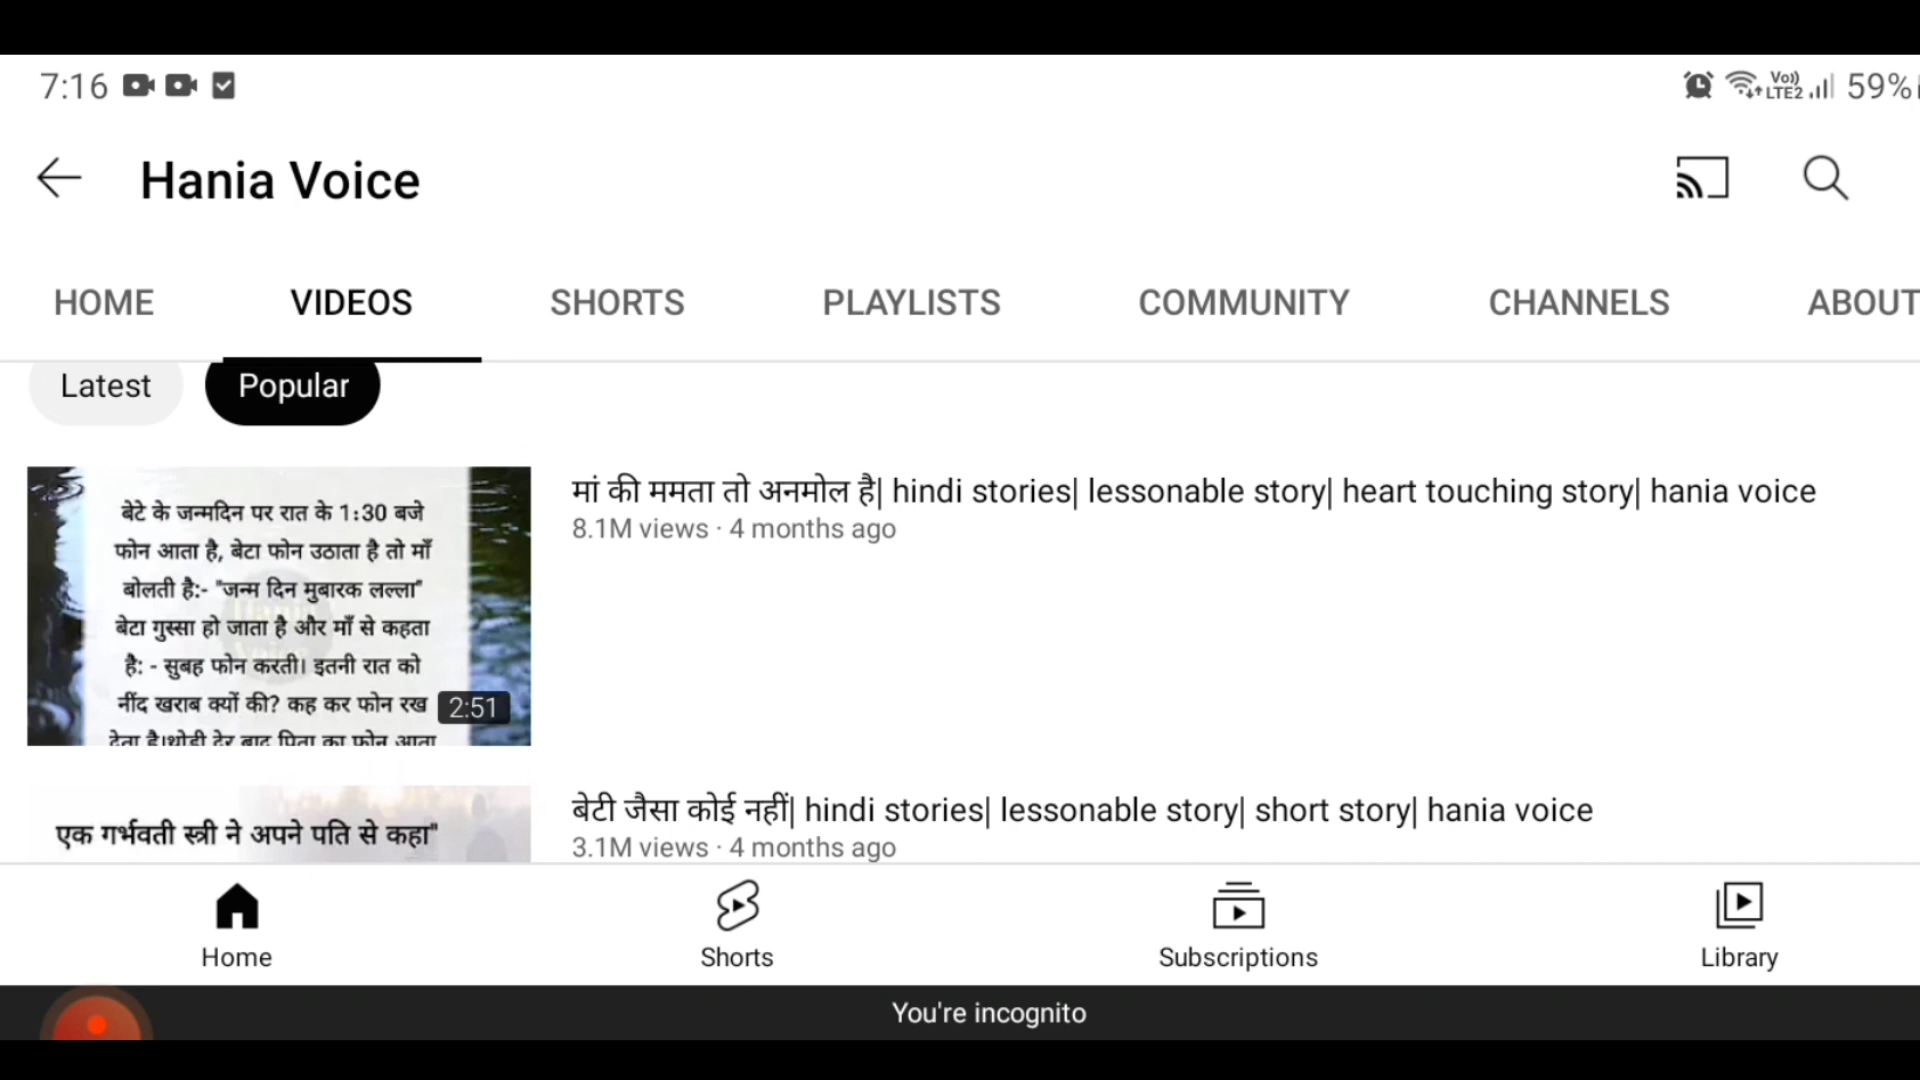 7:16
Vo)) LTE2 59%
Hania Voice
HOME VIDEOS SHORTS PLAYLISTS COMMUNITY CHANNELS ABOUT
Latest Popular
बेटे के जन्मदिन पर रात के 1:30 बजे
फोन आता है, बेटा फोन उठाता है तो माँ
बोलती है:- "जन्म दिन मुबारक लल्ला"
बेटा गुस्सा हो जाता है और माँ से कहता
है: - सुबह फोन करती। इतनी रात को
नींद खराब क्यों की? कह कर फोन रख
देता है।थोडी देर बाद पिता का फोन आता
2:51
मां की ममता तो अनमोल है| hindi stories| lessonable story| heart touching story| hania voice
8.1M views · 4 months ago
एक गर्भवती स्त्री ने अपने पति से कहा"
बेटी जैसा कोई नहीं| hindi stories| lessonable story| short story| hania voice
3.1M views · 4 months ago
Home Shorts Subscriptions Library
You're incognito